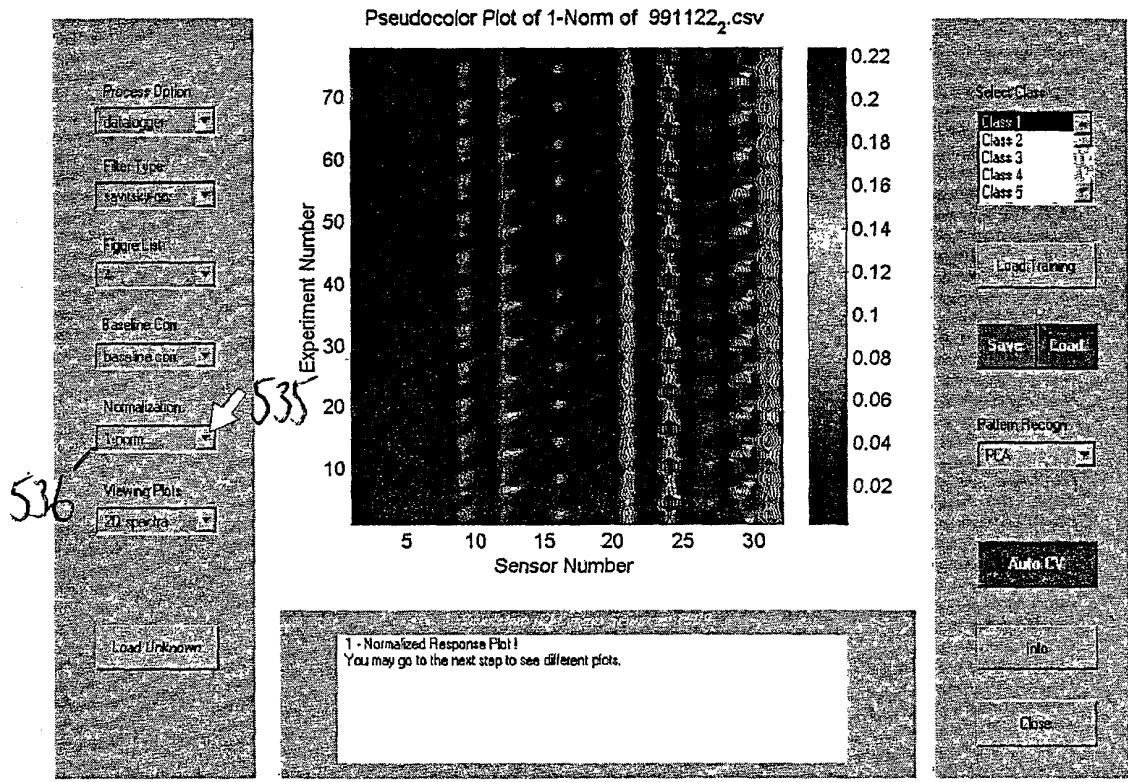 Pseudocolor Plot of 1-Norm of 991122₂.csv
Process Option
datalogger
Filter Type
Figure List
4
Baseline Corr.
baseline corr.
Normalization
1-norm
Viewing Plots
2D spectra
Load Unknown
535
536
Experiment Number
70
60
50
40
30
20
10
5 10 15 20 25 30
Sensor Number
0.22
0.2
0.18
0.16
0.14
0.12
0.1
0.08
0.06
0.04
0.02
1 - Normalized Response Plot !
You may go to the next step to see different plots.
Select Class
Class 1
Class 2
Class 3
Class 4
Class 5
Load Training
Save Load
Pattern Recogn.
PCA
Auto CV
Info
Close